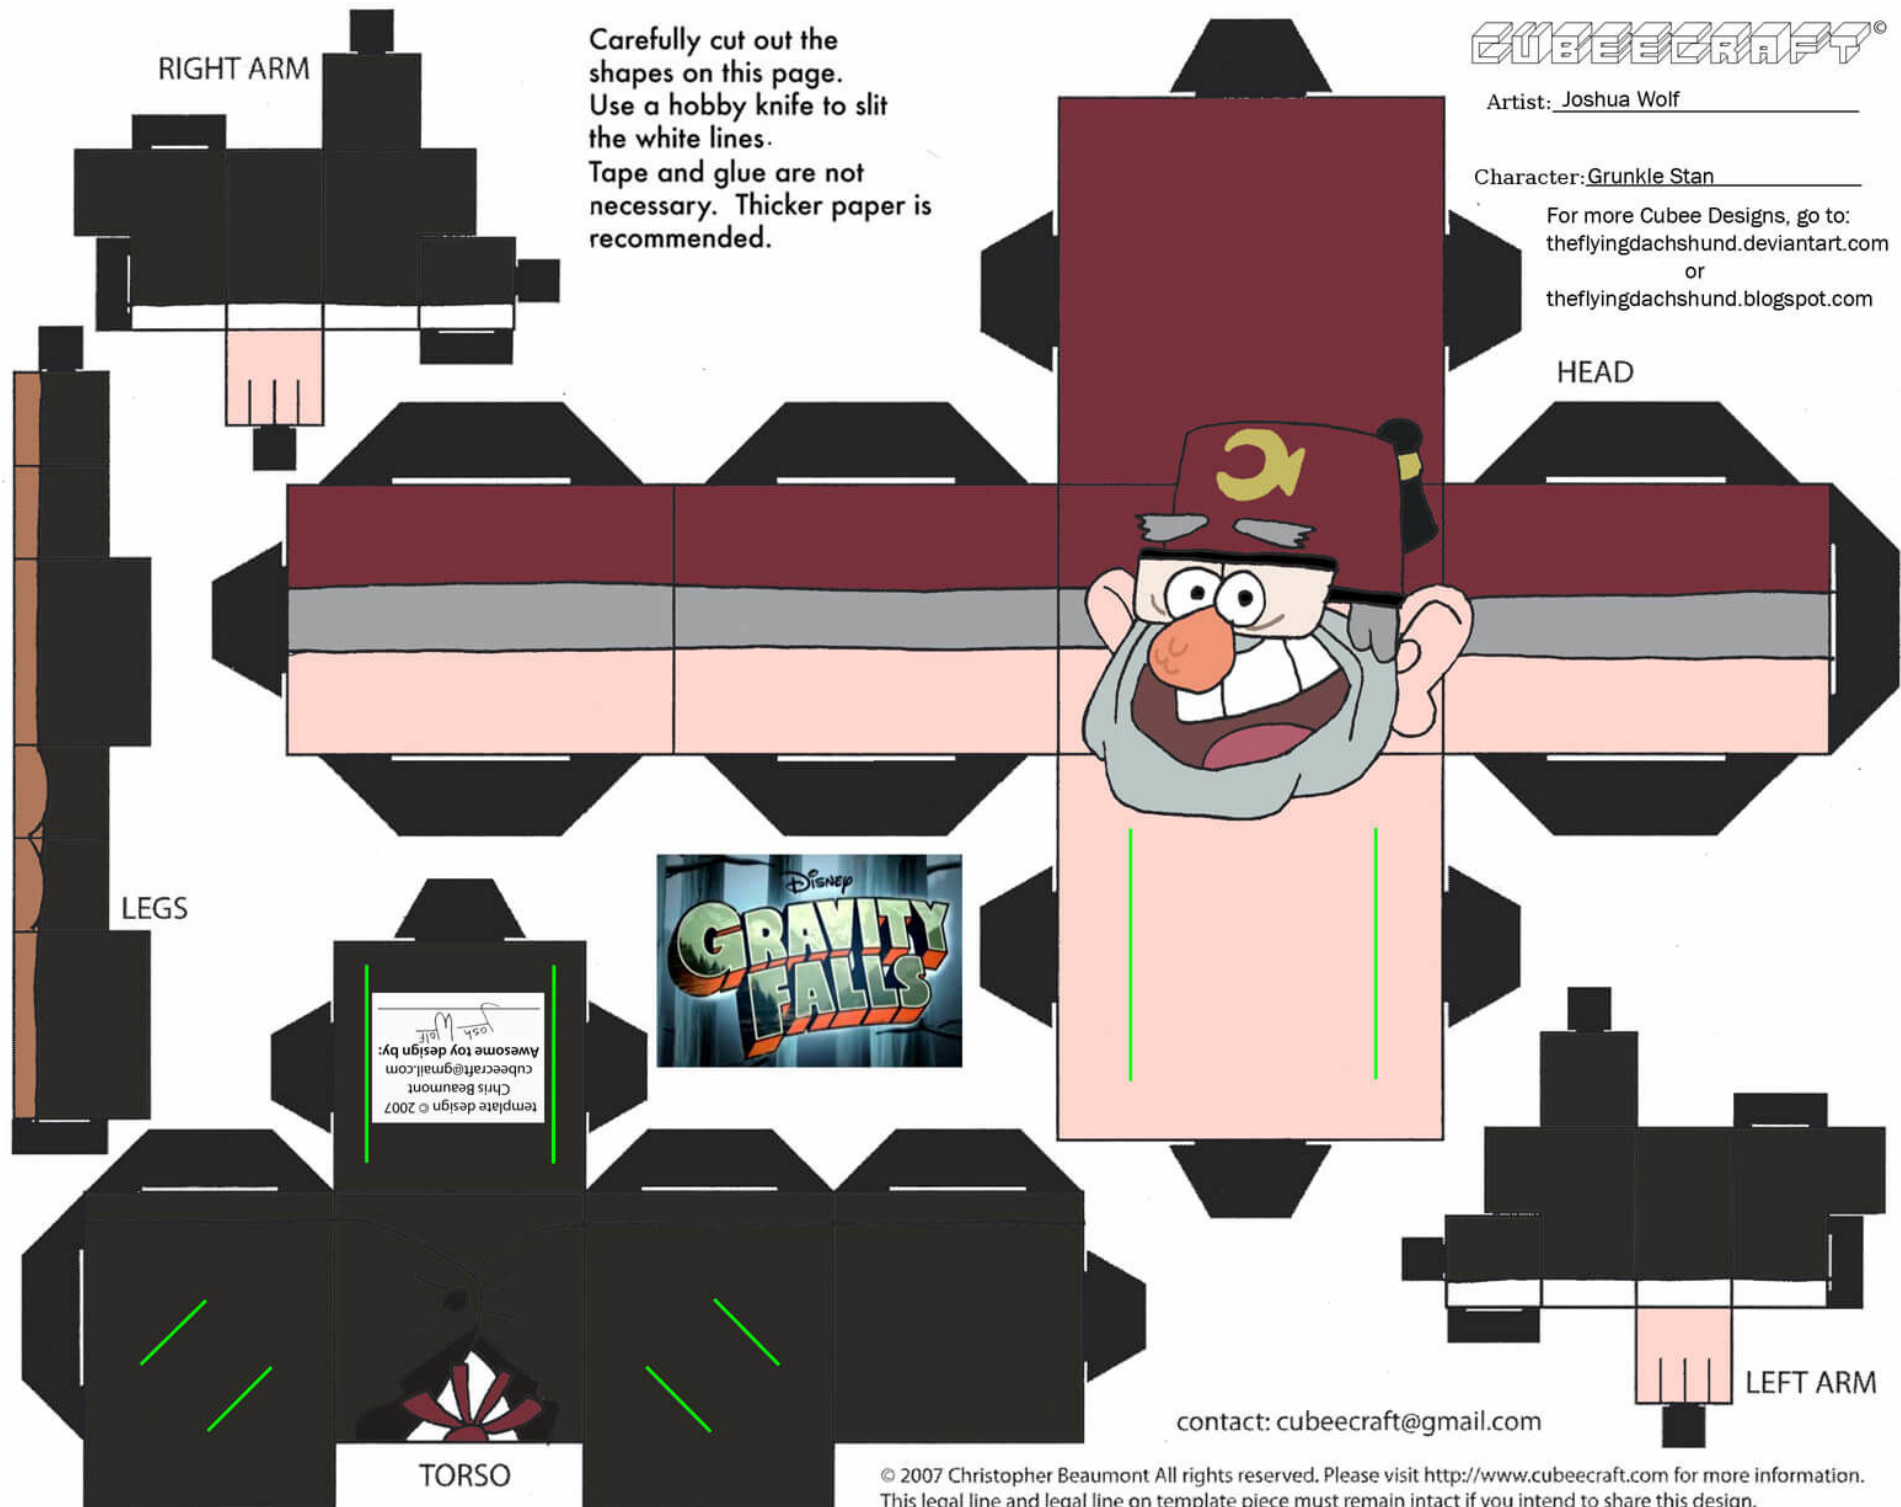 RIGHT ARM
Carefully cut out the
shapes on this page.
Use a hobby knife to slit
the white lines.
Tape and glue are not
necessary. Thicker paper is
recommended.
CUBEECRAFT©
Artist: Joshua Wolf
Character: Grunkle Stan
For more Cubee Designs, go to:
theflyingdachshund.deviantart.com
or
theflyingdachshund.blogspot.com
HEAD
LEGS
DISNEY
GRAVITY
FALLS
template design © 2007
Chris Beaumont
cubeecraft@gmail.com
Awesome toy design by:
Josh Wolf
TORSO
LEFT ARM
contact: cubeecraft@gmail.com
© 2007 Christopher Beaumont All rights reserved. Please visit http://www.cubeecraft.com for more information.
This legal line and legal line on template piece must remain intact if you intend to share this design.